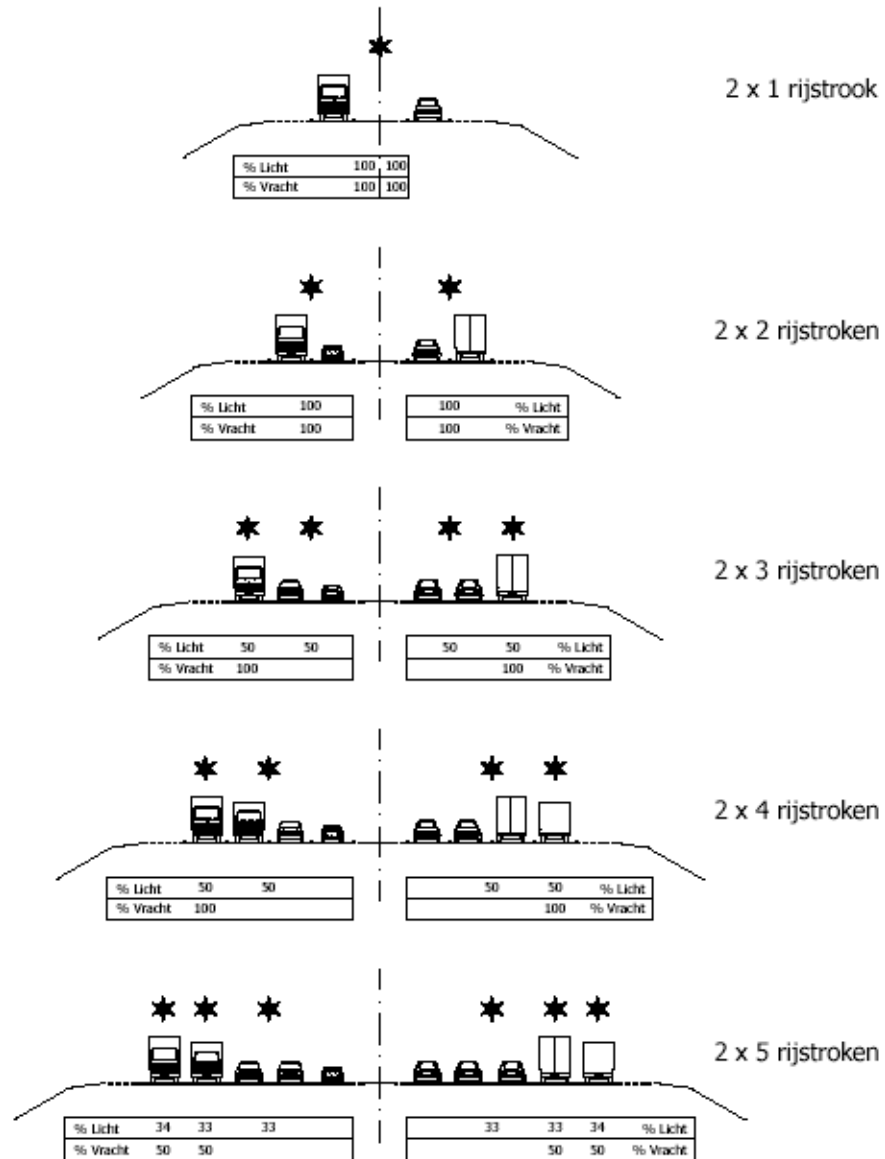 2 x 1 rijstrook
% Licht 100 100
% Vracht 100 100
2 x 2 rijstroken
% Licht 100 100 % Licht
% Vracht 100 100 % Vracht
2 x 3 rijstroken
% Licht 50 50 50 50 % Licht
% Vracht 100 100 % Vracht
2 x 4 rijstroken
% Licht 50 50 50 50 % Licht
% Vracht 100 100 % Vracht
2 x 5 rijstroken
% Licht 34 33 33 33 33 34 % Licht
% Vracht 50 50 50 50 % Vracht